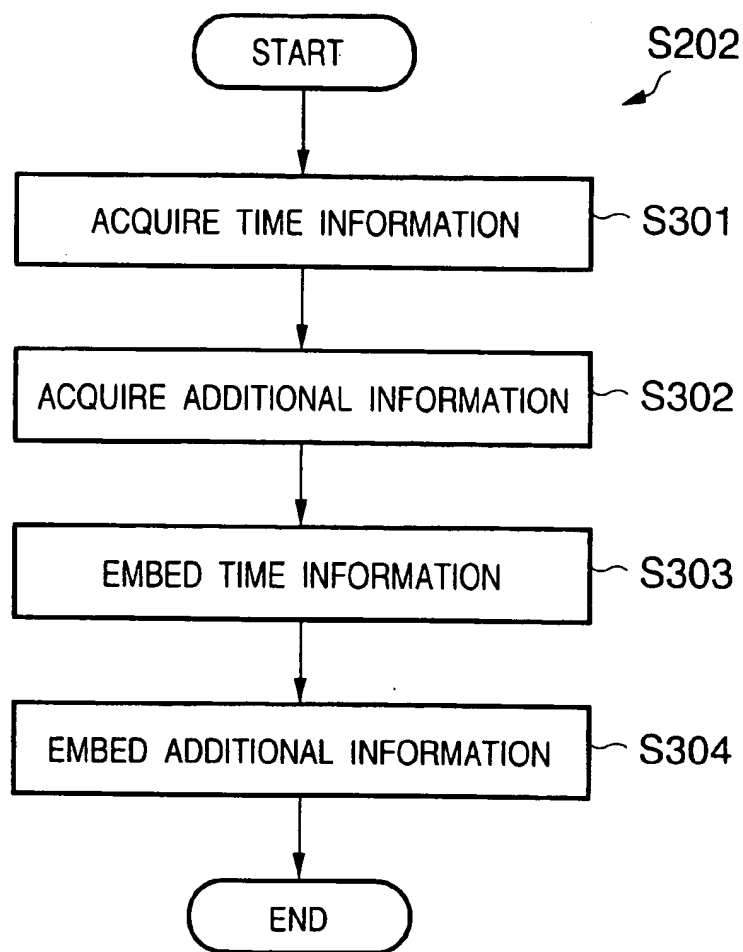 START
S202
ACQUIRE TIME INFORMATION
S301
ACQUIRE ADDITIONAL INFORMATION
S302
EMBED TIME INFORMATION
S303
EMBED ADDITIONAL INFORMATION
S304
END